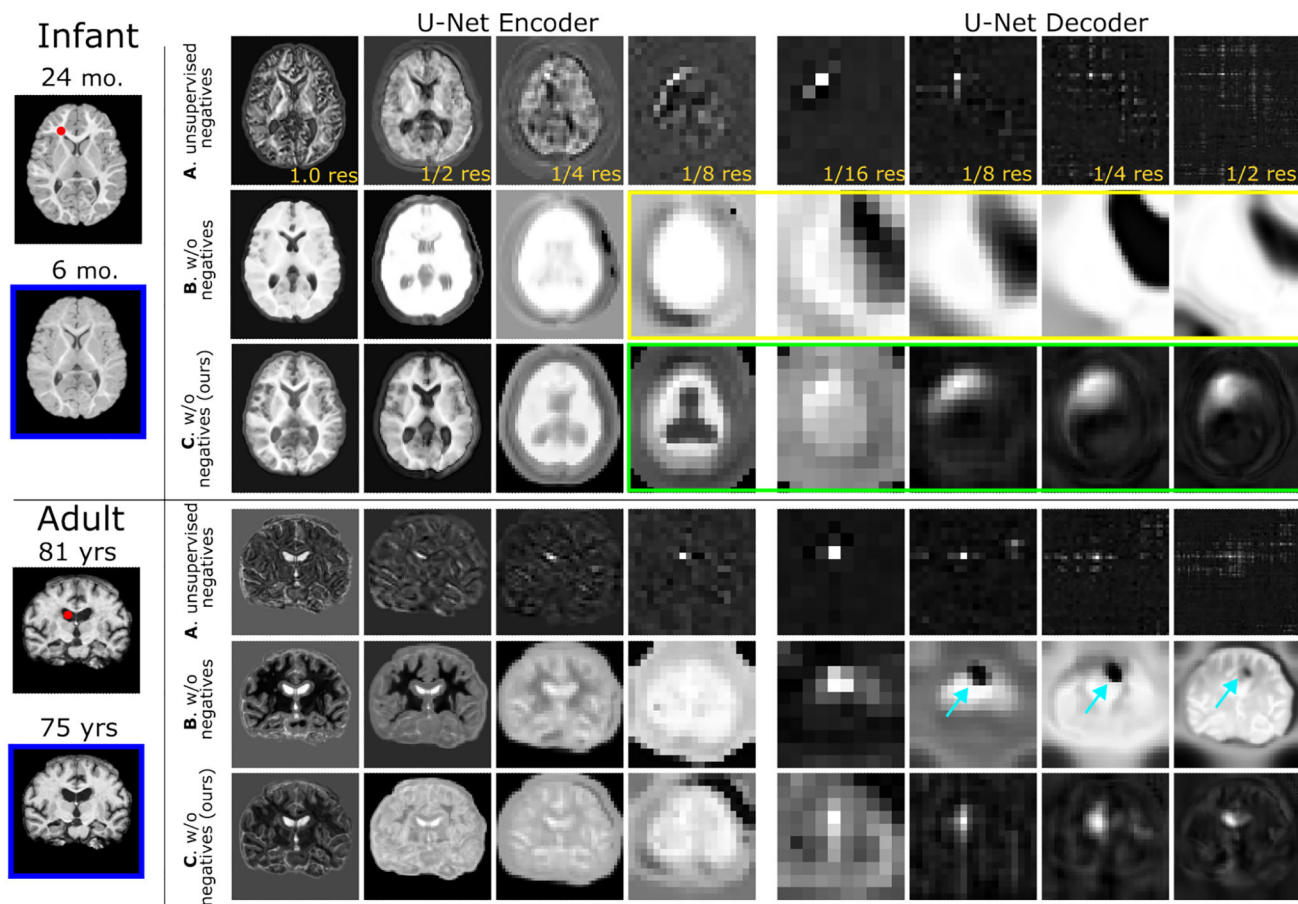 U-Net Encoder
U-Net Decoder
Infant
24 mo.
6 mo.
A. unsupervised
negatives
1.0 res
1/2 res
1/4 res
1/8 res
1/16 res
1/8 res
1/4 res
1/2 res
B. w/o
negatives
C. w/o
negatives (ours)
Adult
81 yrs
75 yrs
A. unsupervised
negatives
B. w/o
negatives
C. w/o
negatives (ours)